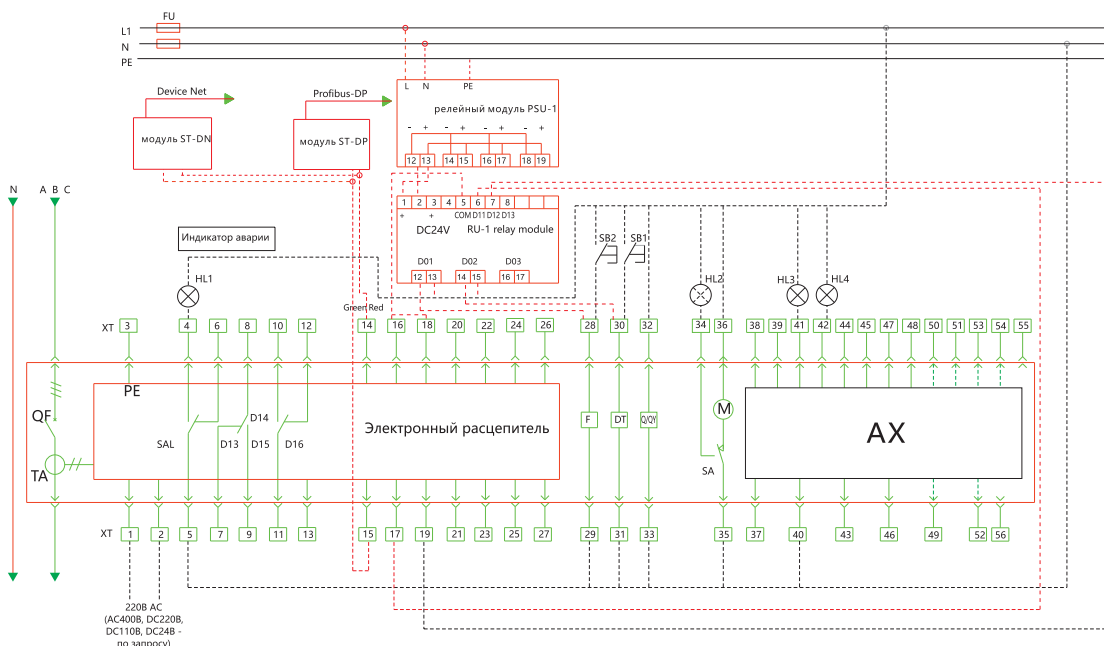 FU
L1
N
PE
Device Net
модуль ST-DN
Profibus-DP
модуль ST-DP
L N PE
релейный модуль PSU-1
- + - + - + - +
12 13 14 15 16 17 18 19
N A B C
1 2 3 4 5 6 7 8
+ + COM D11 D12 D13
DC24V RU-1 relay module
D01 D02 D03
12 13 14 15 16 17
SB2 SB1
Индикатор аварии
HL1 HL2 HL3 HL4
Green Red
XT 3 4 6 8 10 12 14 16 18 20 22 24 26 28 30 32 34 36 38 39 41 42 44 45 47 48 50 51 53 54 55
PE
QF
TA
SAL D13 D14 D15 D16
Электронный расцепитель
F DT Q/QY
M
SA
AX
XT 1 2 5 7 9 11 13 15 17 19 21 23 25 27 29 31 33 35 37 40 43 46 49 52 56
220В AC
(AC400В, DC220В,
DC110В, DC24В -
по запросу)